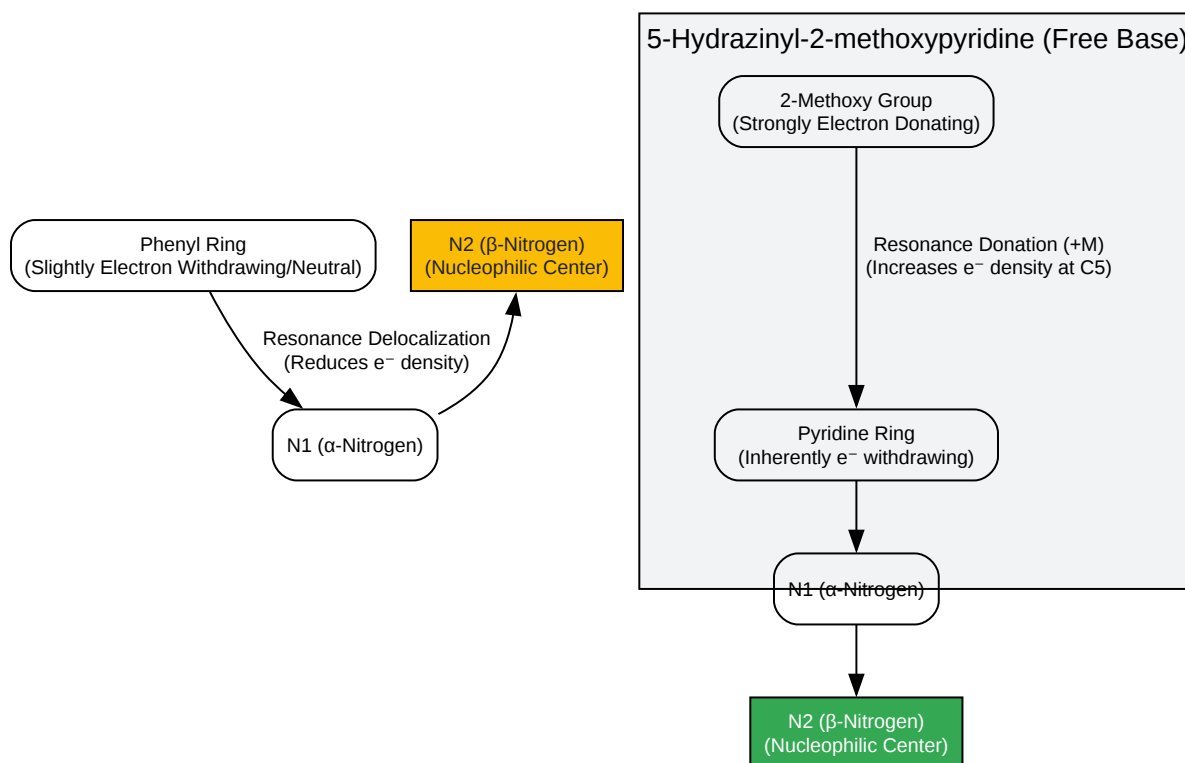 5-Hydrazinyl-2-methoxypyridine (Free Base)
2-Methoxy Group
(Strongly Electron Donating)
Phenyl Ring
(Slightly Electron Withdrawing/Neutral)
N2 (β-Nitrogen)
(Nucleophilic Center)
Resonance Donation (+M)
(Increases e⁻ density at C5)
Resonance Delocalization
(Reduces e⁻ density)
N1 (α-Nitrogen)
Pyridine Ring
(Inherently e⁻ withdrawing)
N1 (α-Nitrogen)
N2 (β-Nitrogen)
(Nucleophilic Center)